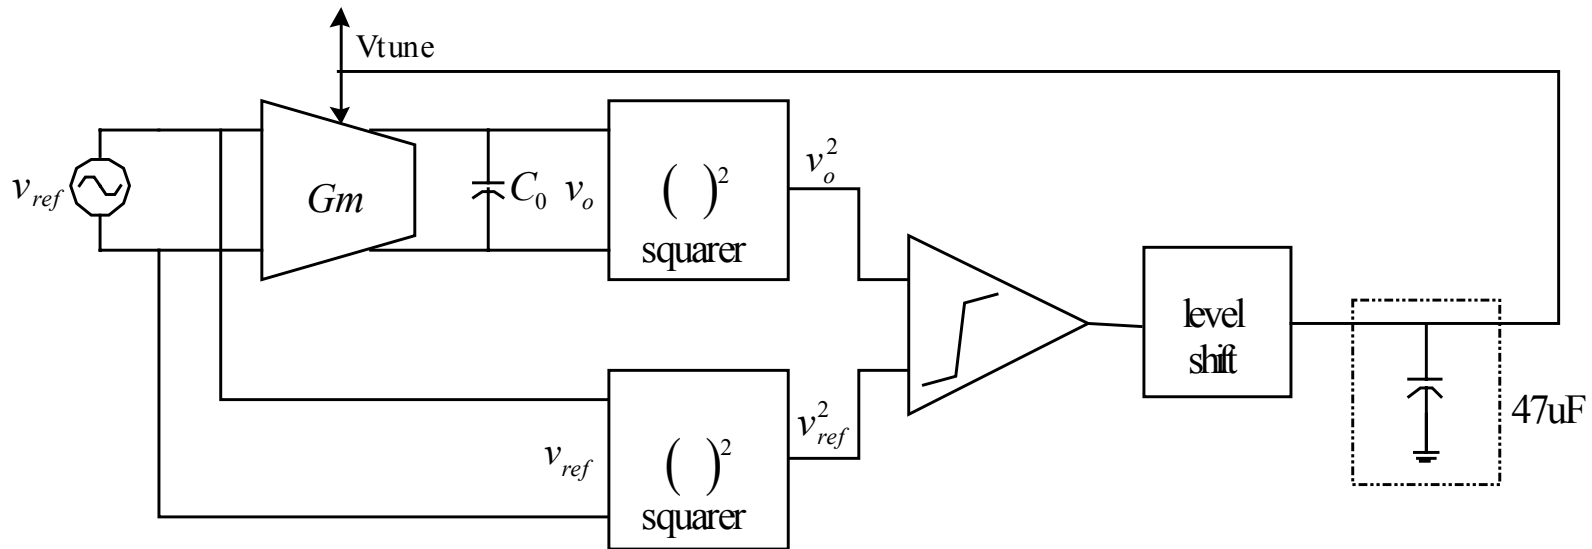 Vtune
v_ref
Gm
C_0
v_o
( )^2
squarer
v_o^2
level
shift
47uF
v_ref
( )^2
squarer
v_ref^2